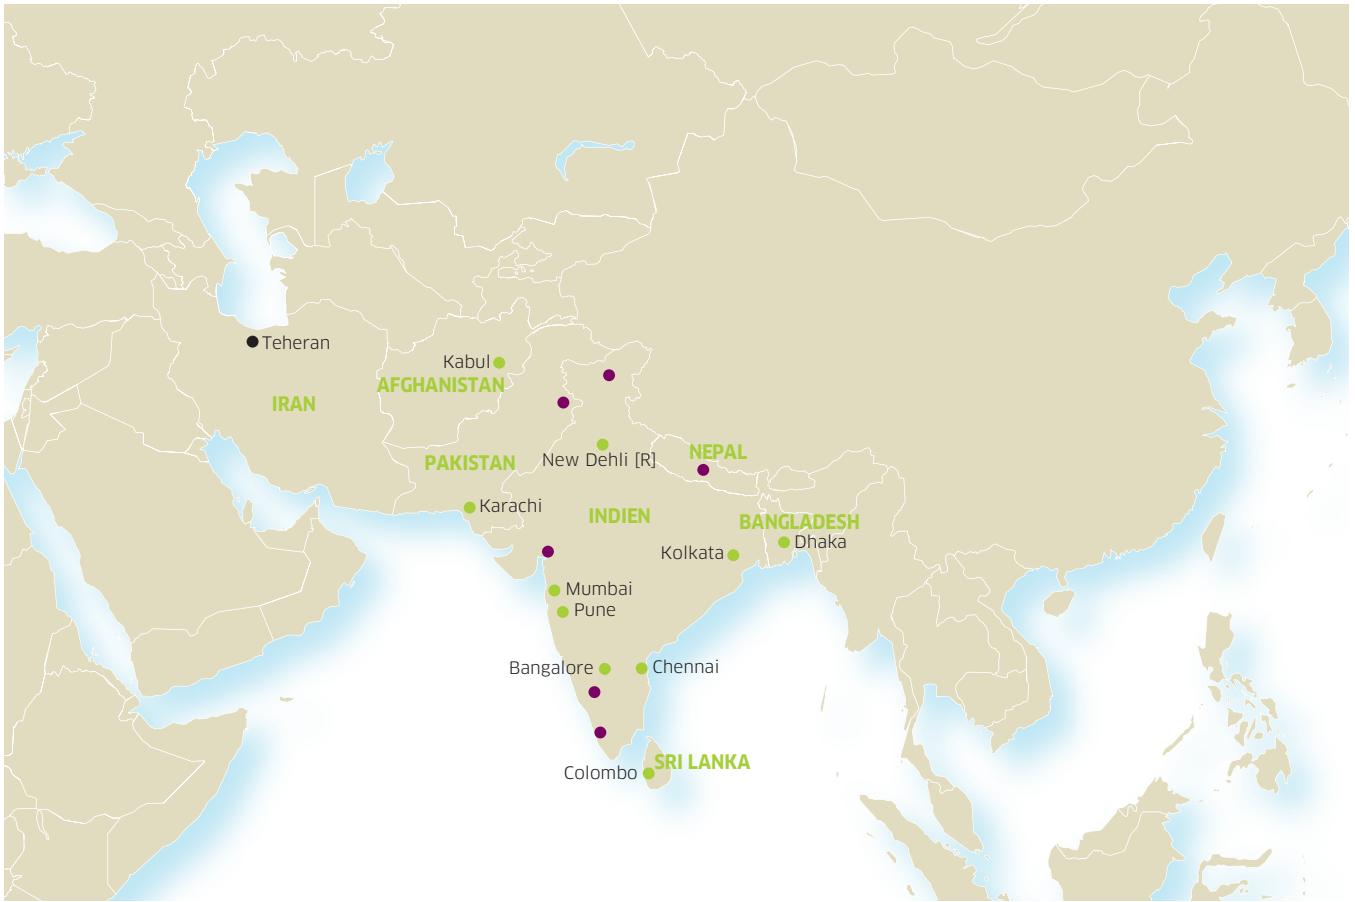 Teheran
Kabul
AFGHANISTAN
IRAN
NEPAL
New Dehli [R]
PAKISTAN
Karachi
INDIEN
BANGLADESH
Dhaka
Kolkata
Mumbai
Pune
Bangalore
Chennai
SRI LANKA
Colombo